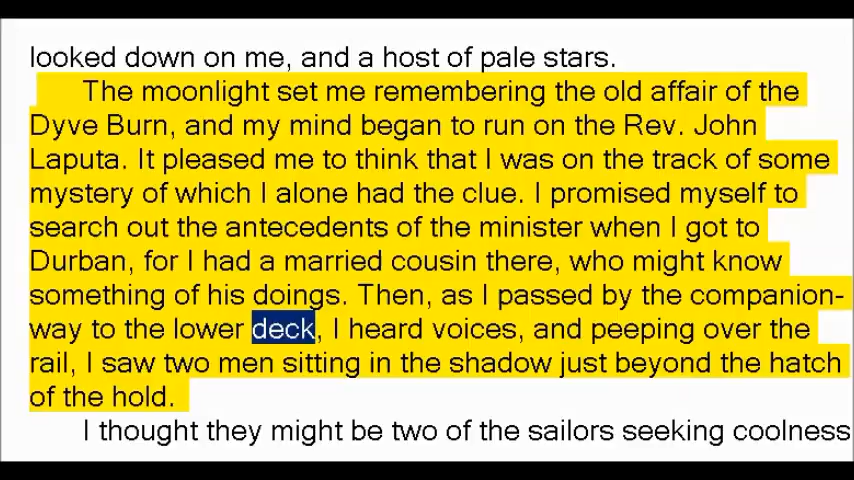 looked down on me, and a host of pale stars.
The moonlight set me remembering the old affair of the
Dyve Burn, and my mind began to run on the Rev. John
Laputa. It pleased me to think that I was on the track of some
mystery of which I alone had the clue. I promised myself to
search out the antecedents of the minister when I got to
Durban, for I had a married cousin there, who might know
something of his doings. Then, as I passed by the companion-
way to the lower deck, I heard voices, and peeping over the
rail, I saw two men sitting in the shadow just beyond the hatch
of the hold.
I thought they might be two of the sailors seeking coolness